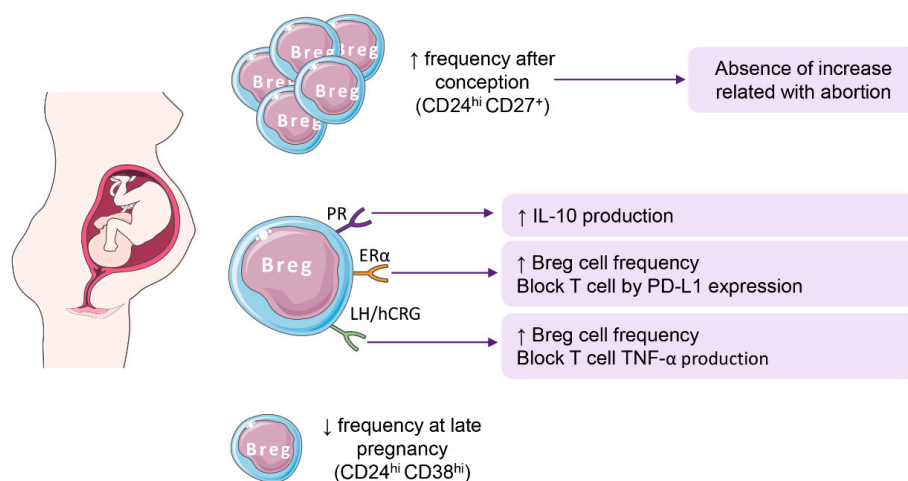 Breg
Breg
Breg
Breg
Breg
Breg
↑ frequency after
conception
(CD24ʰⁱ CD27⁺)
Absence of increase
related with abortion
PR
↑ IL-10 production
Breg
ERα
↑ Breg cell frequency
Block T cell by PD-L1 expression
LH/hCRG
↑ Breg cell frequency
Block T cell TNF-α production
Breg
↓ frequency at late
pregnancy
(CD24ʰⁱ CD38ʰⁱ)